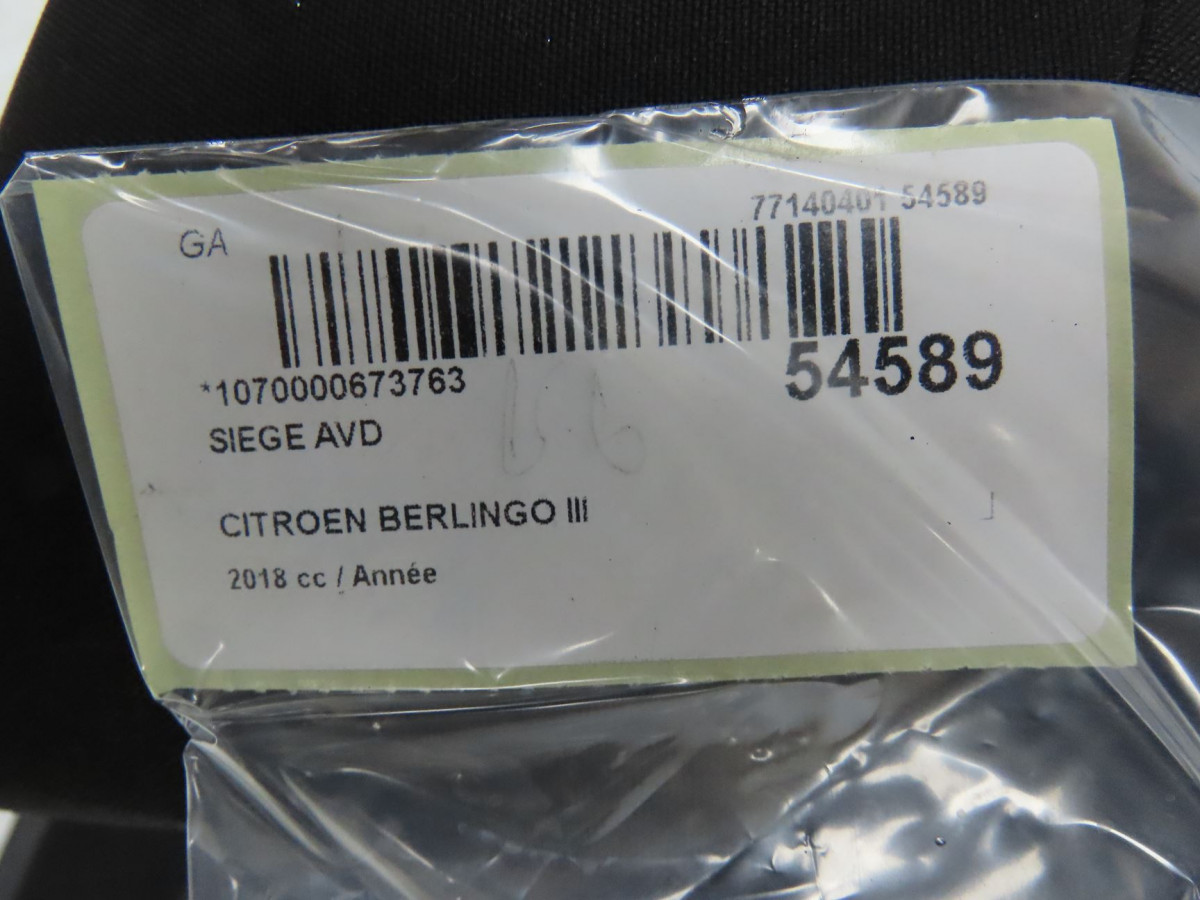 77140401 54589
GA
*1070000673763
54589
SIEGE AVD
CITROEN BERLINGO III
2018 cc / Année